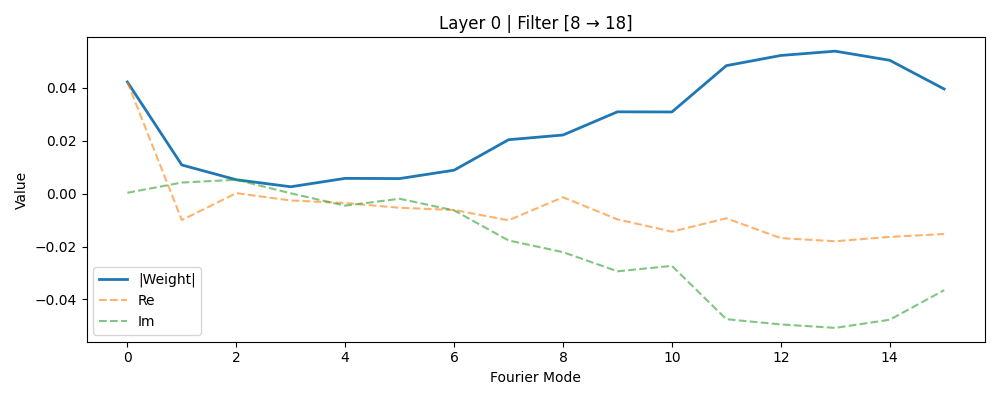 Layer 0 | Filter [8 → 18]
Value
0.04
0.02
0.00
−0.02
−0.04
|Weight|
Re
Im
0 2 4 6 8 10 12 14
Fourier Mode